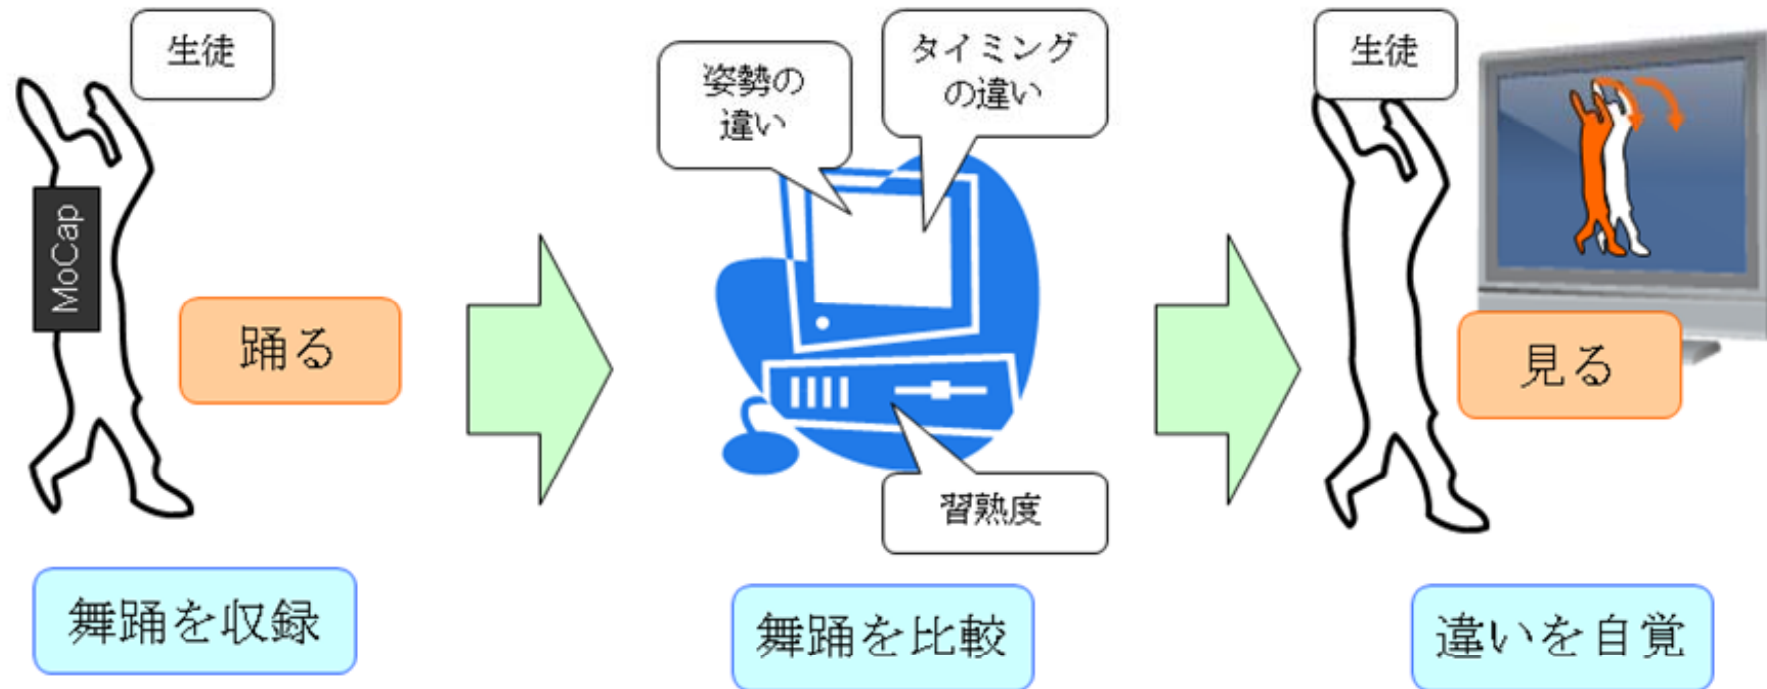 生徒
MoCap
踊る
舞踊を収録
姿勢の
違い
タイミング
の違い
習熟度
舞踊を比較
生徒
見る
違いを自覚